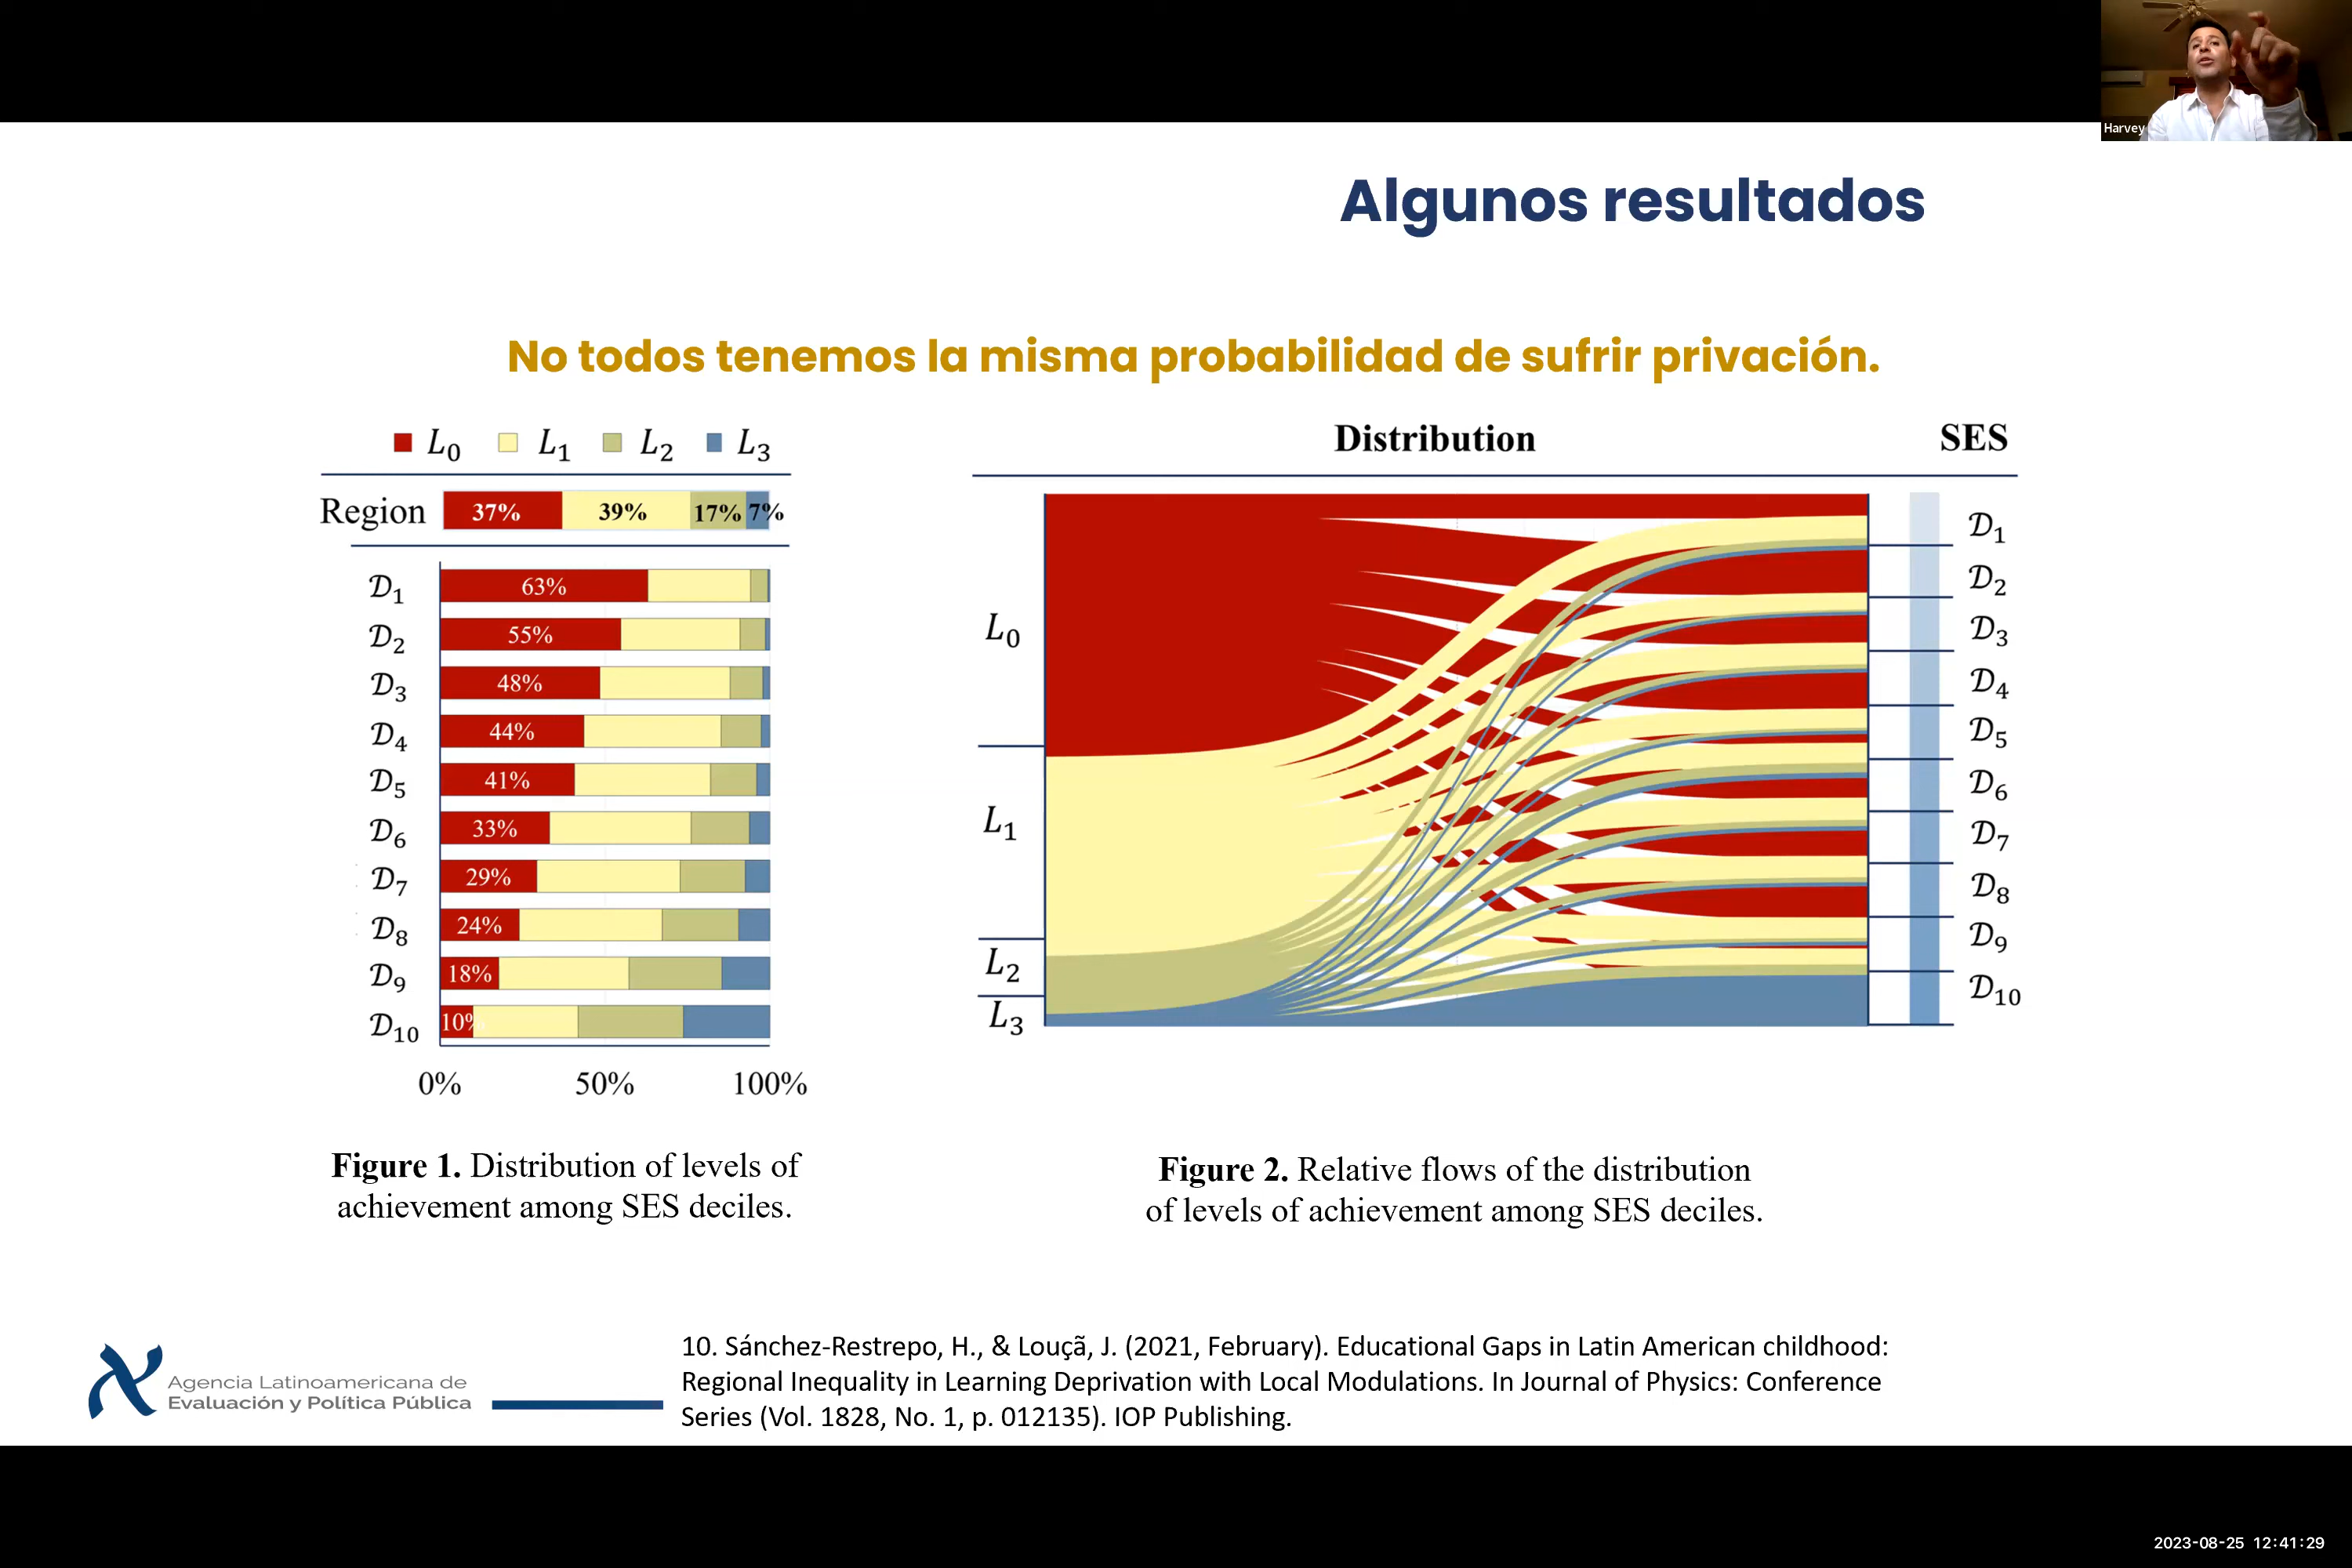 Harvey
Algunos resultados
No todos tenemos la misma probabilidad de sufrir privación.
L0 L1 L2 L3
Region 37% 39% 17% 7%
D1 63%
D2 55%
D3 48%
D4 44%
D5 41%
D6 33%
D7 29%
D8 24%
D9 18%
D10 10%
0% 50% 100%
Figure 1. Distribution of levels of
achievement among SES deciles.
Distribution SES
L0
L1
L2
L3
D1
D2
D3
D4
D5
D6
D7
D8
D9
D10
Figure 2. Relative flows of the distribution
of levels of achievement among SES deciles.
Agencia Latinoamericana de
Evaluación y Política Pública
10. Sánchez-Restrepo, H., & Louçã, J. (2021, February). Educational Gaps in Latin American childhood:
Regional Inequality in Learning Deprivation with Local Modulations. In Journal of Physics: Conference
Series (Vol. 1828, No. 1, p. 012135). IOP Publishing.
2023-08-25 12:41:29